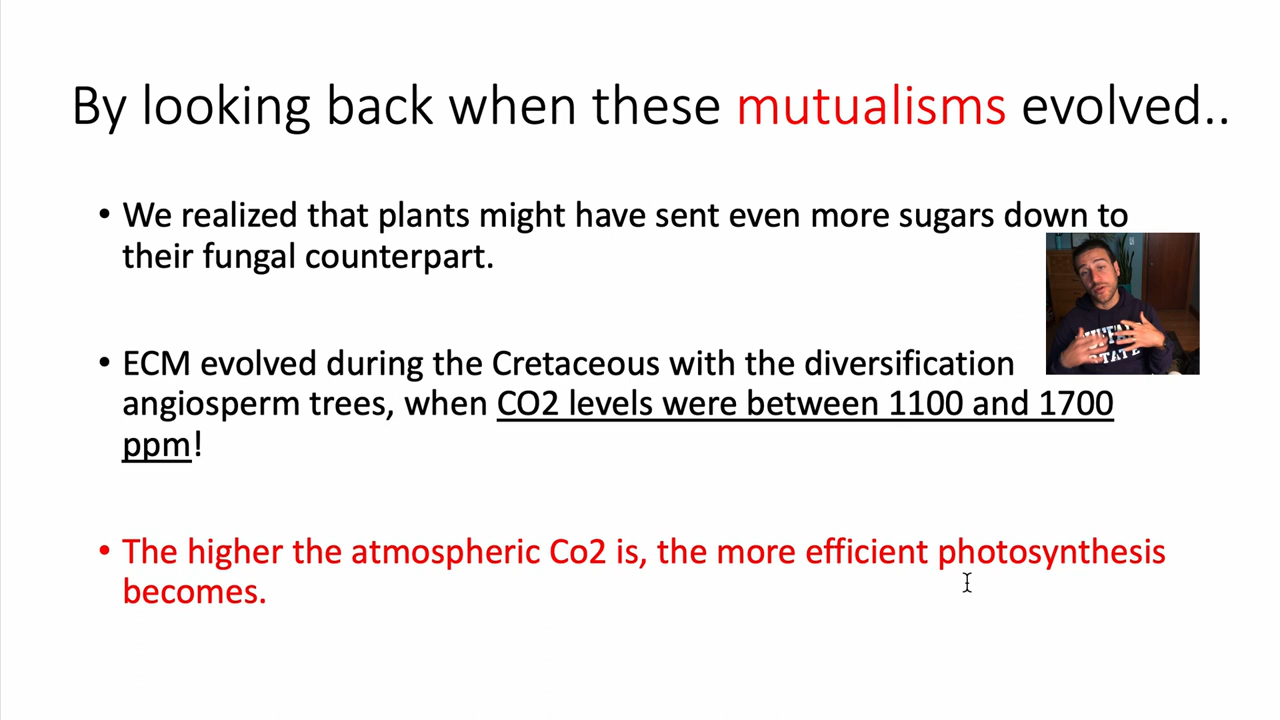 By looking back when these mutualisms evolved..
• We realized that plants might have sent even more sugars down to
their fungal counterpart.
• ECM evolved during the Cretaceous with the diversification
angiosperm trees, when CO2 levels were between 1100 and 1700
ppm!
• The higher the atmospheric Co2 is, the more efficient photosynthesis
becomes.
STATE